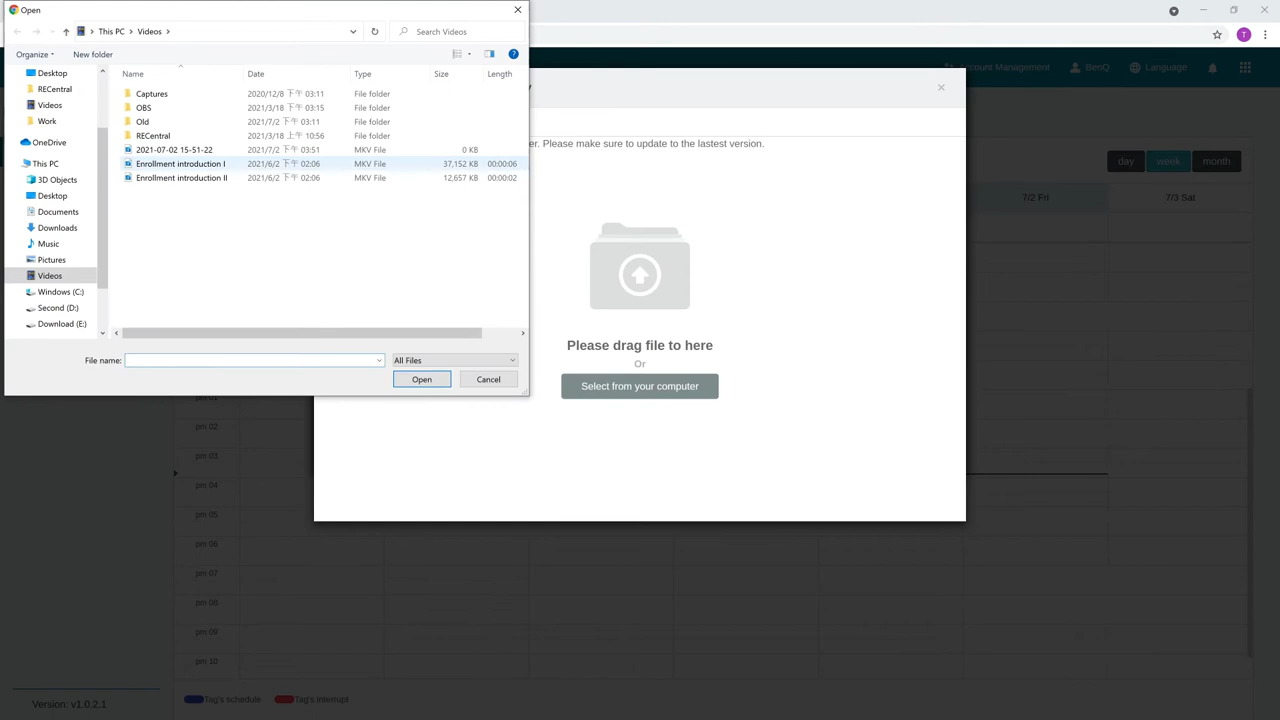 Open
This PC > Videos >
Search Videos
Organize
New folder
Name Date Type Size Length
Desktop
RECentral
Videos
Work
OneDrive
This PC
3D Objects
Desktop
Documents
Downloads
Music
Pictures
Videos
Windows (C:)
Second (D:)
Download (E:)
Captures 2020/12/8 下午 03:11 File folder
OBS 2021/3/18 下午 03:15 File folder
Old 2021/7/2 下午 03:11 File folder
RECentral 2021/3/18 上午 10:56 File folder
2021-07-02 15-51-22 2021/7/2 下午 03:51 MKV File 0 KB
Enrollment introduction I 2021/6/2 下午 02:06 MKV File 37,152 KB 00:00:06
Enrollment introduction II 2021/6/2 下午 02:06 MKV File 12,657 KB 00:00:02
File name:
All Files
Open
Cancel
T
Account Management
BenQ
Language
er. Please make sure to update to the lastest version.
day
week
month
7/2 Fri
7/3 Sat
Please drag file to here
Or
Select from your computer
pm 01
pm 02
pm 03
pm 04
pm 05
pm 06
pm 07
pm 08
pm 09
pm 10
Tag's schedule
Tag's interrupt
Version: v1.0.2.1